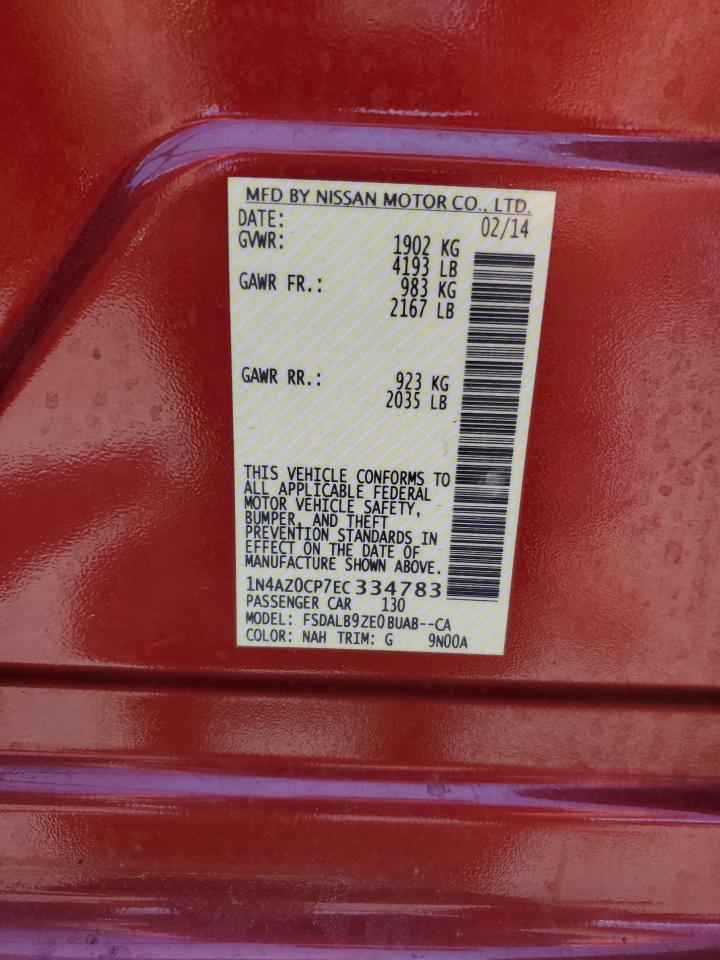 MFD BY NISSAN MOTOR CO., LTD.
DATE: 02/14
GVWR: 1902 KG
4193 LB
GAWR FR.: 983 KG
2167 LB
GAWR RR.: 923 KG
2035 LB
THIS VEHICLE CONFORMS TO
ALL APPLICABLE FEDERAL
MOTOR VEHICLE SAFETY,
BUMPER, AND THEFT
PREVENTION STANDARDS IN
EFFECT ON THE DATE OF
MANUFACTURE SHOWN ABOVE.
1N4AZ0CP7EC334783
PASSENGER CAR 130
MODEL: FSDALB9ZE0BUAB--CA
COLOR: NAH TRIM: G 9N00A